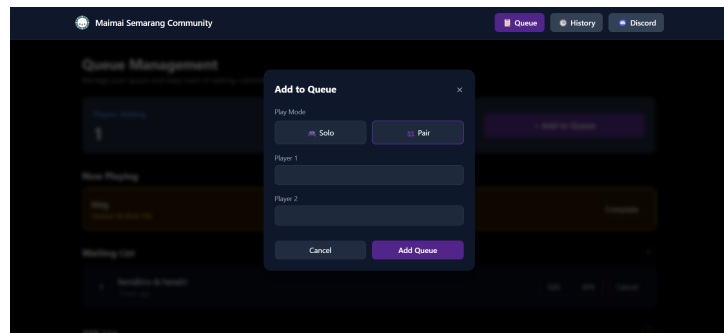 Maimai Semarang Community
Queue
History
Discord
Queue Management
Players Waiting
1
+ Add to Queue
Add to Queue
×
Play Mode
Solo
Pair
Player 1
Player 2
Cancel
Add Queue
Now Playing
Complete
Waiting List
Edit
Cancel